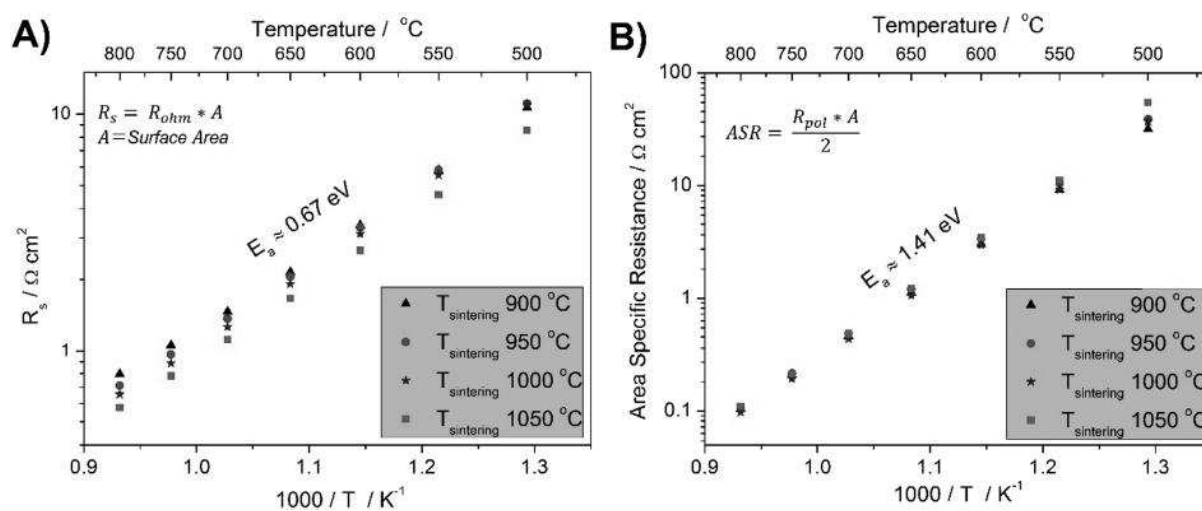 A)
Temperature / °C
800 750 700 650 600 550 500
R_s = R_ohm * A
A=Surface Area
10
1
R_s / Ω cm²
E_a ≈ 0.67 eV
T_sintering 900 °C
T_sintering 950 °C
T_sintering 1000 °C
T_sintering 1050 °C
0.9 1.0 1.1 1.2 1.3
1000 / T / K⁻¹
B)
Temperature / °C
800 750 700 650 600 550 500
ASR = R_pol * A
2
100
10
1
0.1
Area Specific Resistance / Ω cm²
E_a ≈ 1.41 eV
T_sintering 900 °C
T_sintering 950 °C
T_sintering 1000 °C
T_sintering 1050 °C
0.9 1.0 1.1 1.2 1.3
1000 / T / K⁻¹